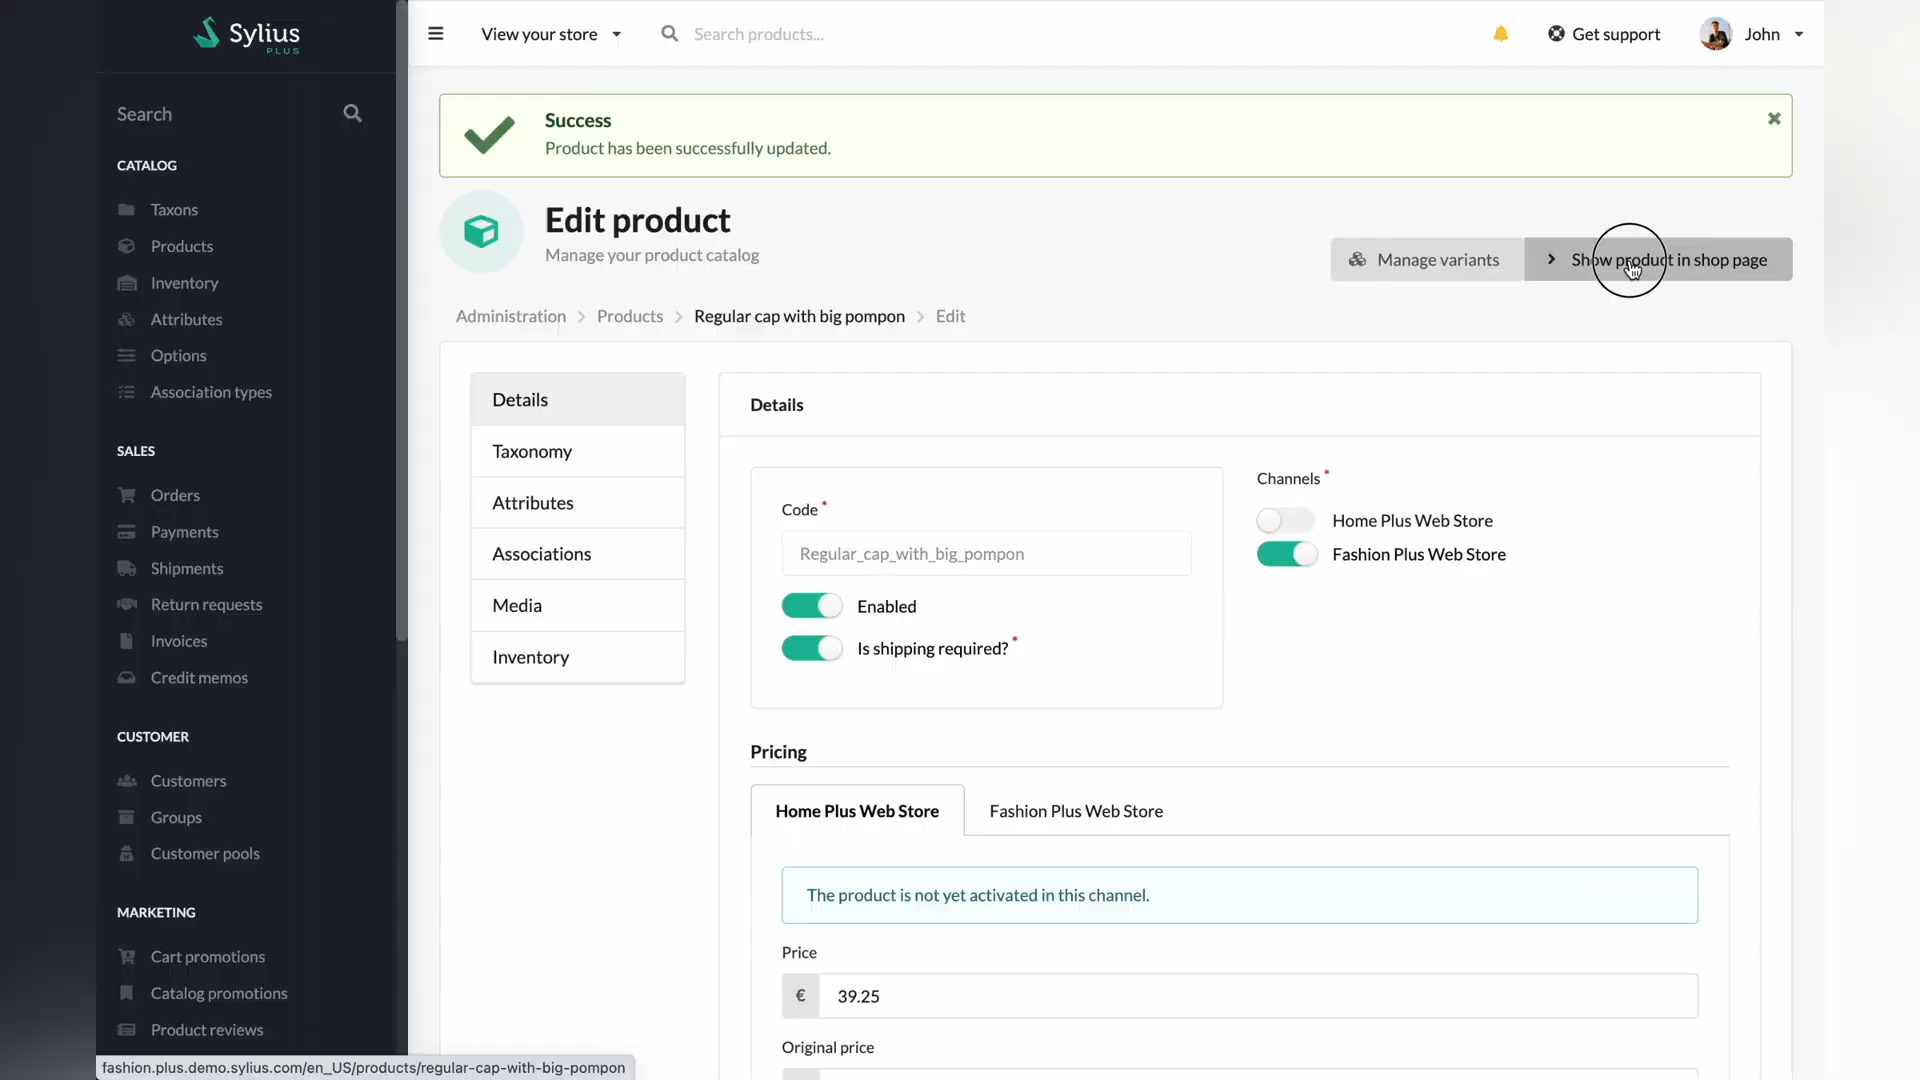 Sylius
PLUS
View your store
Search products...
Get support
John
Search
CATALOG
Taxons
Products
Inventory
Attributes
Options
Association types
SALES
Orders
Payments
Shipments
Return requests
Invoices
Credit memos
CUSTOMER
Customers
Groups
Customer pools
MARKETING
Cart promotions
Catalog promotions
Product reviews
Success
Product has been successfully updated.
Edit product
Manage your product catalog
Manage variants
Show product in shop page
Administration > Products > Regular cap with big pompon > Edit
Details
Taxonomy
Attributes
Associations
Media
Inventory
Details
Code *
Regular_cap_with_big_pompon
Enabled
Is shipping required? *
Channels *
Home Plus Web Store
Fashion Plus Web Store
Pricing
Home Plus Web Store
Fashion Plus Web Store
The product is not yet activated in this channel.
Price
€ 39.25
Original price
fashion.plus.demo.sylius.com/en_US/products/regular-cap-with-big-pompon